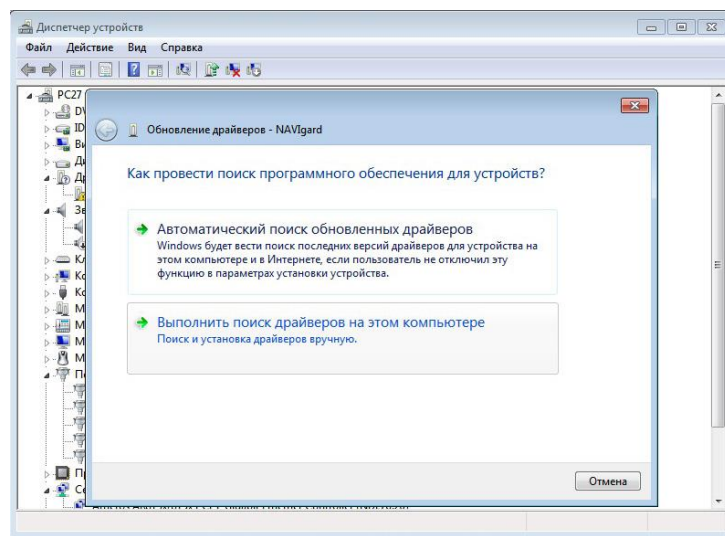 Диспетчер устройств
Файл Действие Вид Справка
PC27
Обновление драйверов - NAVIgard
Как провести поиск программного обеспечения для устройств?
Автоматический поиск обновленных драйверов
Windows будет вести поиск последних версий драйверов для устройства на
этом компьютере и в Интернете, если пользователь не отключил эту
функцию в параметрах установки устройства.
Выполнить поиск драйверов на этом компьютере
Поиск и установка драйверов вручную.
Отмена